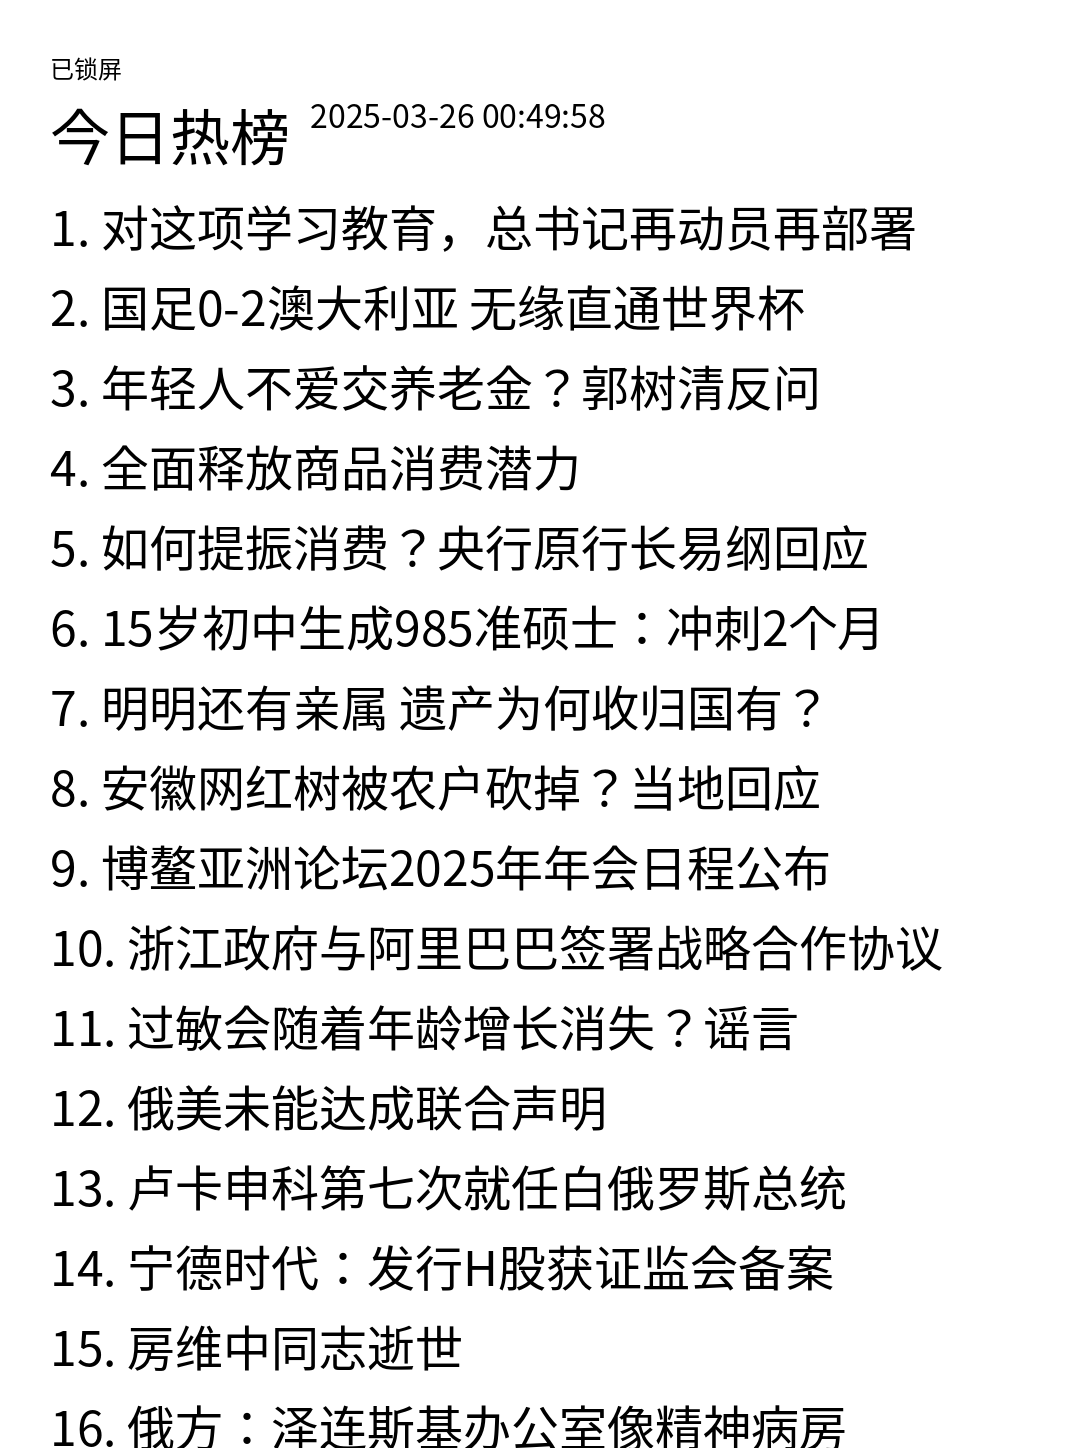 已锁屏
今日热榜 2025-03-26 00:49:58
1. 对这项学习教育，总书记再动员再部署
2. 国足0-2澳大利亚 无缘直通世界杯
3. 年轻人不爱交养老金？郭树清反问
4. 全面释放商品消费潜力
5. 如何提振消费？央行原行长易纲回应
6. 15岁初中生成985准硕士：冲刺2个月
7. 明明还有亲属 遗产为何收归国有？
8. 安徽网红树被农户砍掉？当地回应
9. 博鳌亚洲论坛2025年年会日程公布
10. 浙江政府与阿里巴巴签署战略合作协议
11. 过敏会随着年龄增长消失？谣言
12. 俄美未能达成联合声明
13. 卢卡申科第七次就任白俄罗斯总统
14. 宁德时代：发行H股获证监会备案
15. 房维中同志逝世
16. 俄方：泽连斯基办公室像精神病房